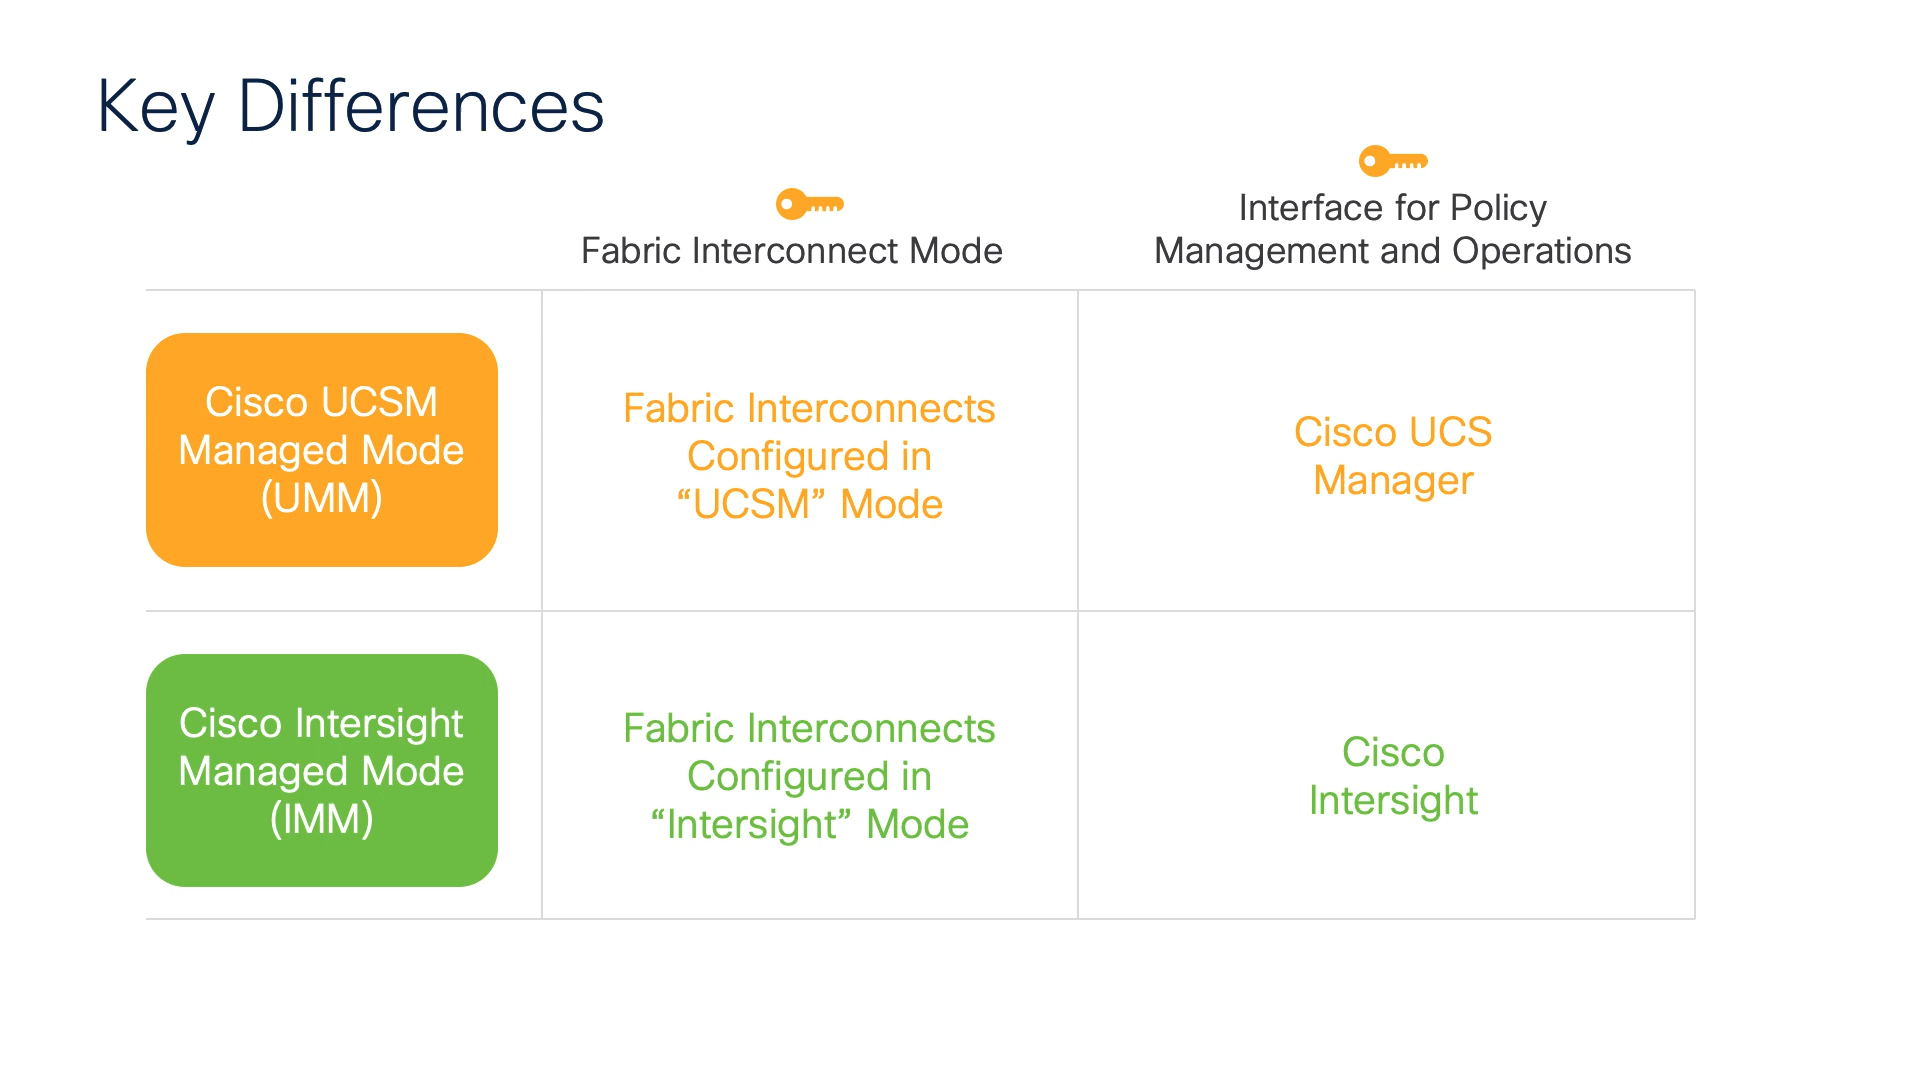 Key Differences
Fabric Interconnect Mode
Interface for Policy
Management and Operations
Cisco UCSM
Managed Mode
(UMM)
Fabric Interconnects
Configured in
“UCSM” Mode
Cisco UCS
Manager
Cisco Intersight
Managed Mode
(IMM)
Fabric Interconnects
Configured in
“Intersight” Mode
Cisco
Intersight